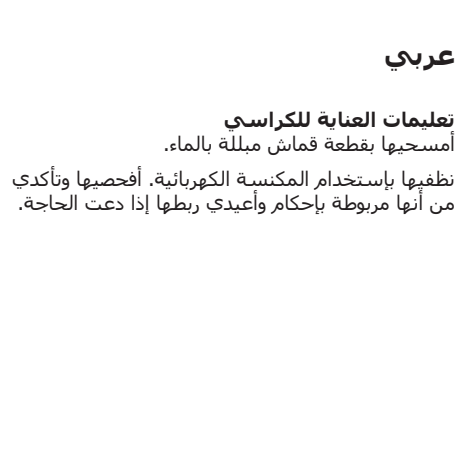 عربي
تعليمات العناية للكراسي
أمسحيها بقطعة قماش مبللة بالماء.
نظفيها بإستخدام المكنسة الكهربائية. أفحصيها وتأكدي
من أنها مربوطة بإحكام وأعيدي ربطها إذا دعت الحاجة.